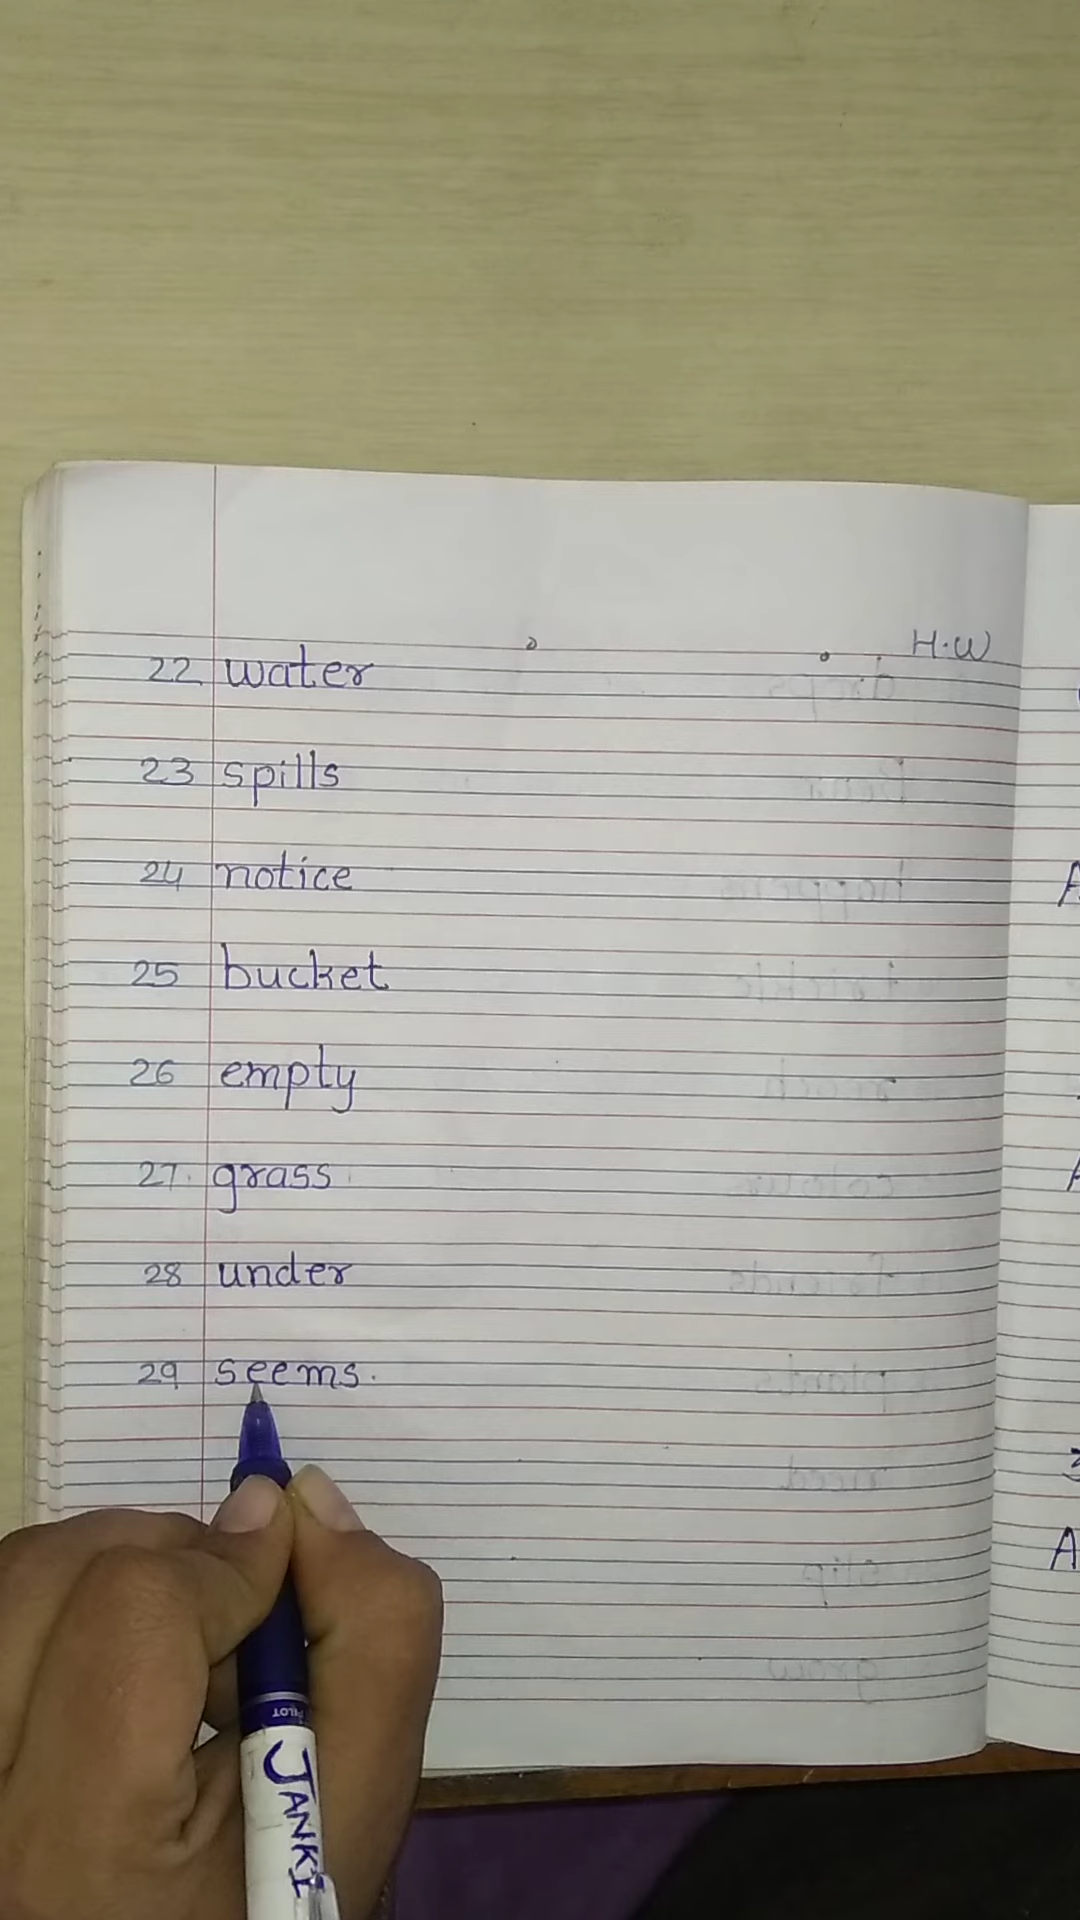 H.W
22 water
23 spills
24 notice
25 bucket
26 empty
27. grass
28 under
29 seems.
PILOT
JANKI